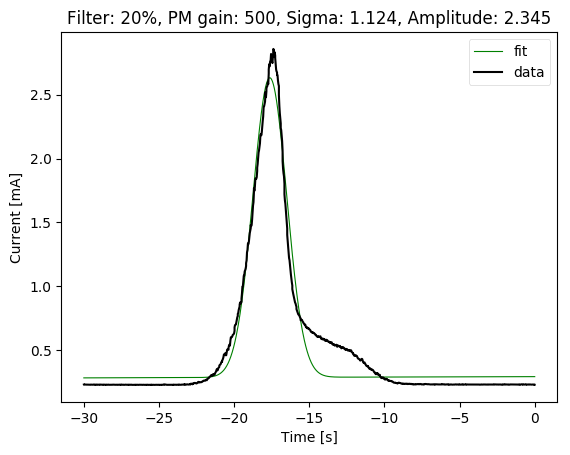 Filter: 20%, PM gain: 500, Sigma: 1.124, Amplitude: 2.345
fit
data
2.5
2.0
1.5
1.0
0.5
Current [mA]
−30
−25
−20
−15
−10
−5
0
Time [s]